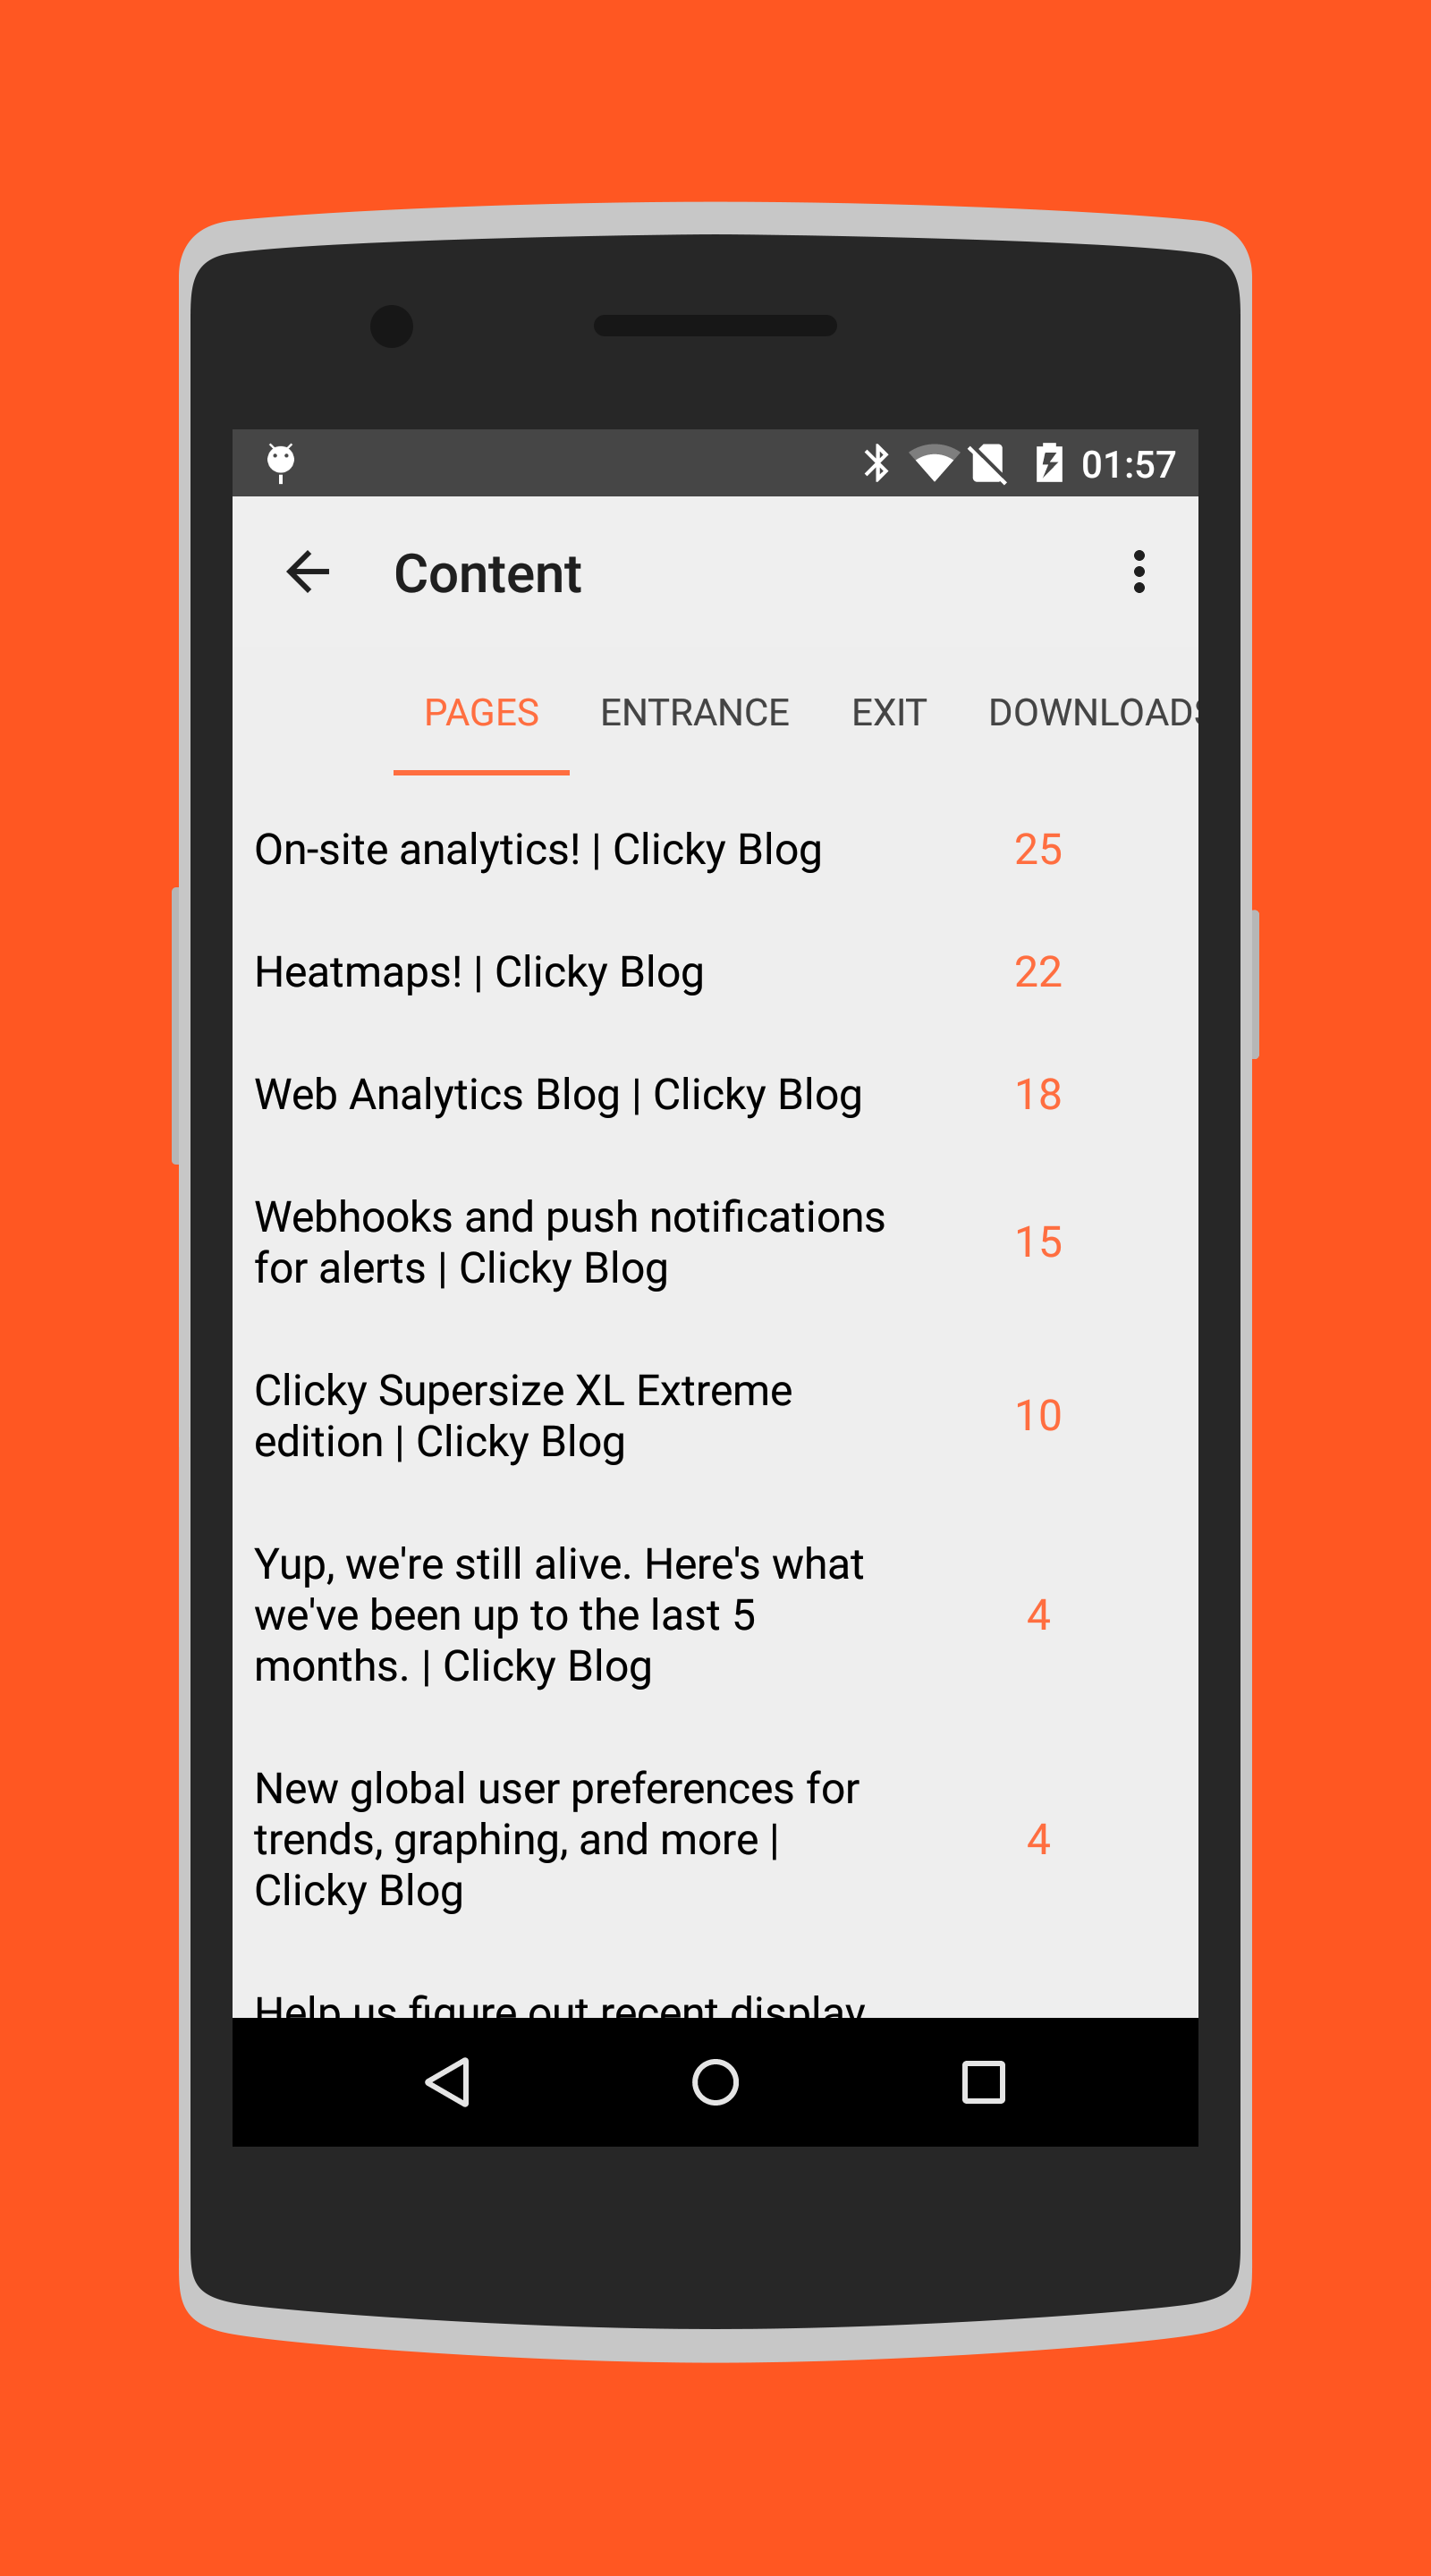 01:57
Content
PAGES ENTRANCE EXIT DOWNLOADS
On-site analytics! | Clicky Blog 25
Heatmaps! | Clicky Blog 22
Web Analytics Blog | Clicky Blog 18
Webhooks and push notifications
for alerts | Clicky Blog 15
Clicky Supersize XL Extreme
edition | Clicky Blog 10
Yup, we're still alive. Here's what
we've been up to the last 5 4
months. | Clicky Blog
New global user preferences for
trends, graphing, and more | 4
Clicky Blog
Help us figure out recent display